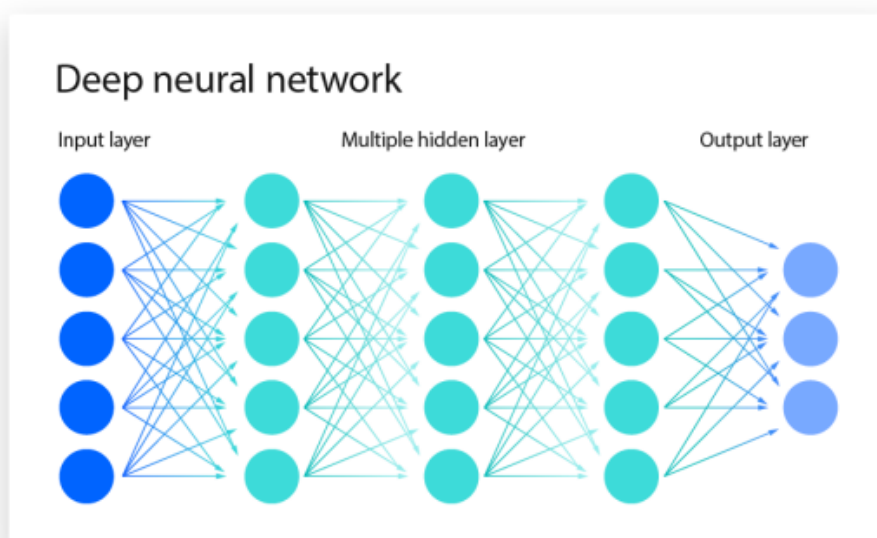 Deep neural network
Input layer
Multiple hidden layer
Output layer